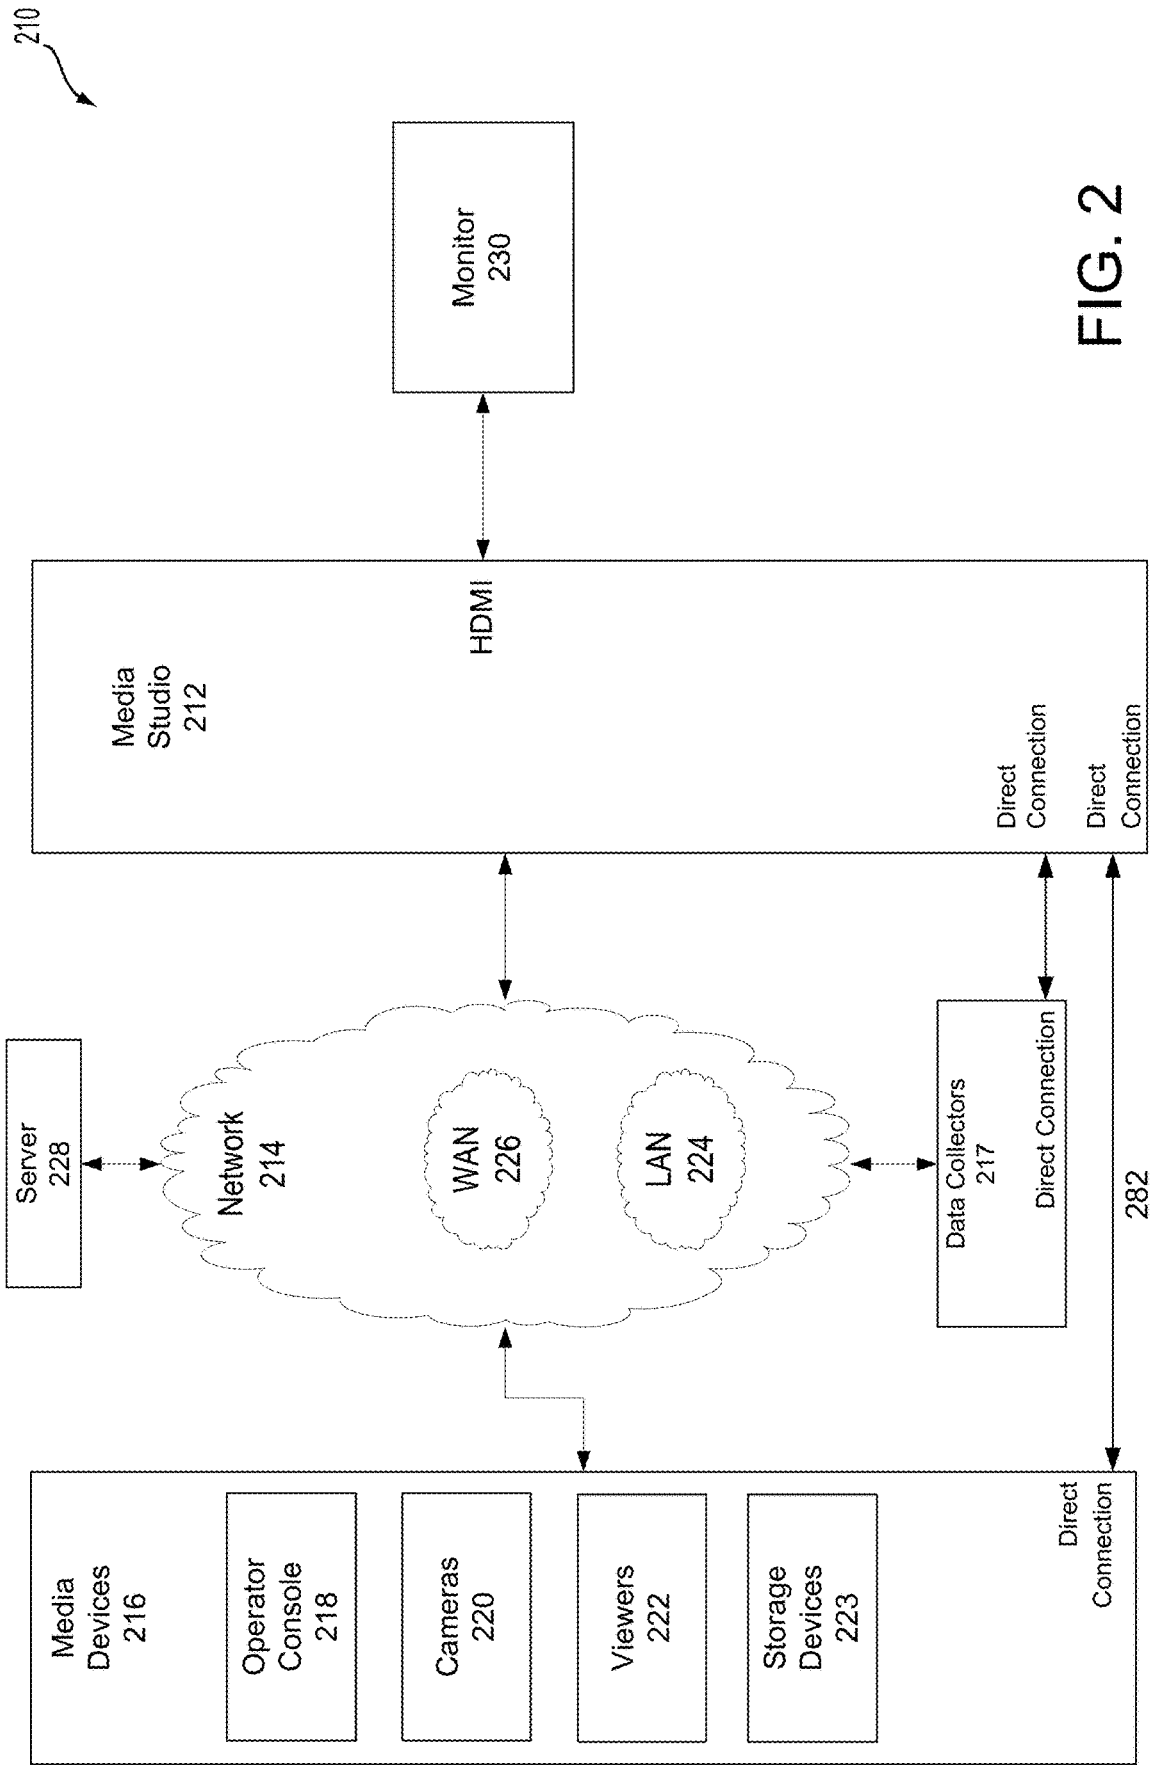 210
Media
Devices
216
Operator
Console
218
Cameras
220
Viewers
222
Storage
Devices
223
Direct
Connection
Server
228
Network
214
WAN
226
LAN
224
Data Collectors
217
Direct Connection
282
Media
Studio
212
HDMI
Direct
Connection
Direct
Connection
Monitor
230
FIG. 2